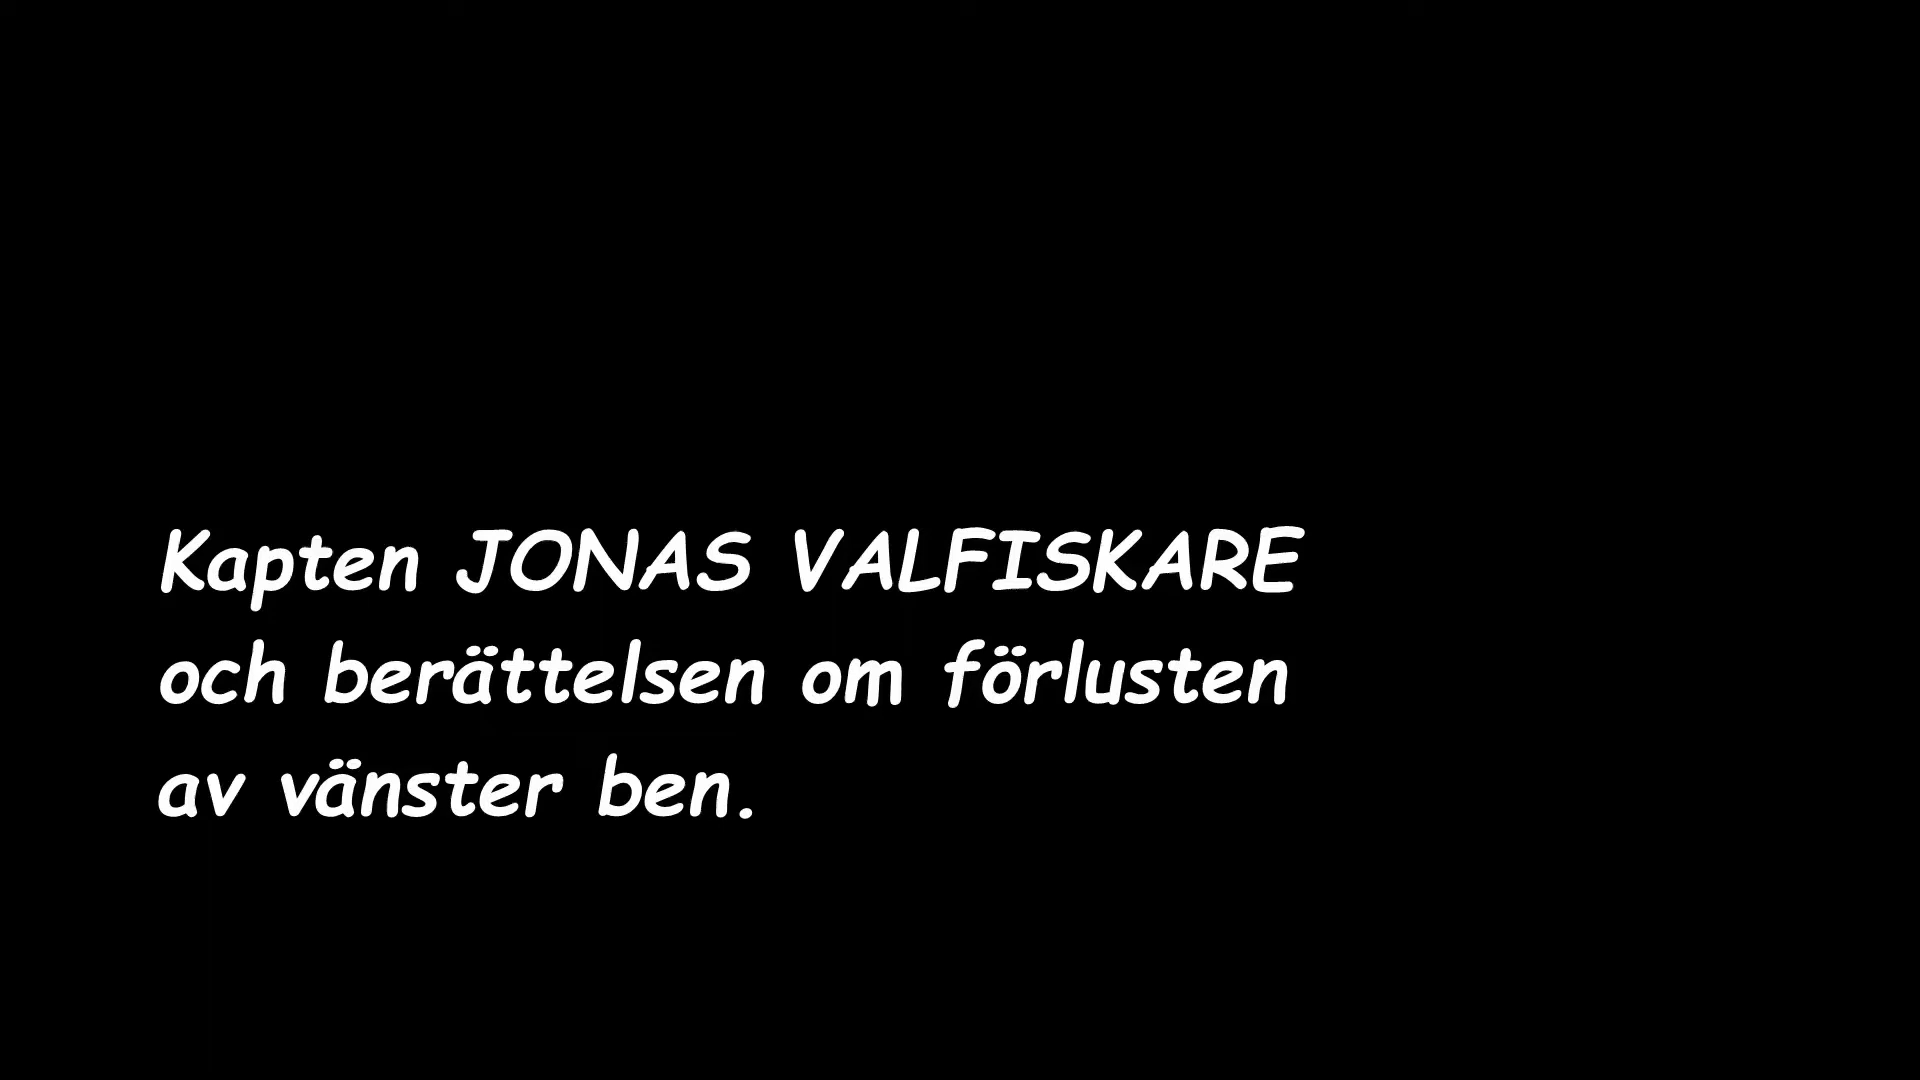 Kapten JONAS VALFISKARE
och berättelsen om förlusten
av vänster ben.